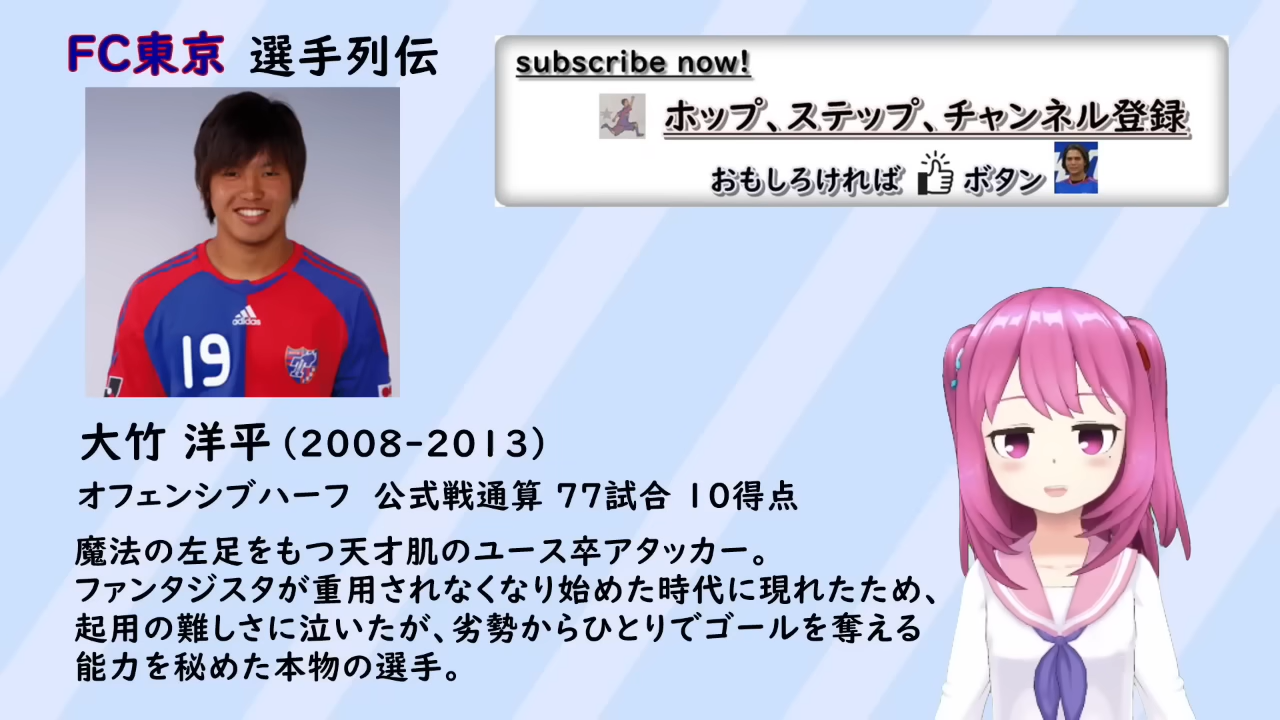 FC東京 選手列伝
subscribe now!
ホップ、ステップ、チャンネル登録
おもしろければ ボタン
adidas
19
大竹 洋平(2008-2013)
オフェンシブハーフ 公式戦通算 77試合 10得点
魔法の左足をもつ天才肌のユース卒アタッカー。
ファンタジスタが重用されなくなり始めた時代に現れたため、
起用の難しさに泣いたが、劣勢からひとりでゴールを奪える
能力を秘めた本物の選手。